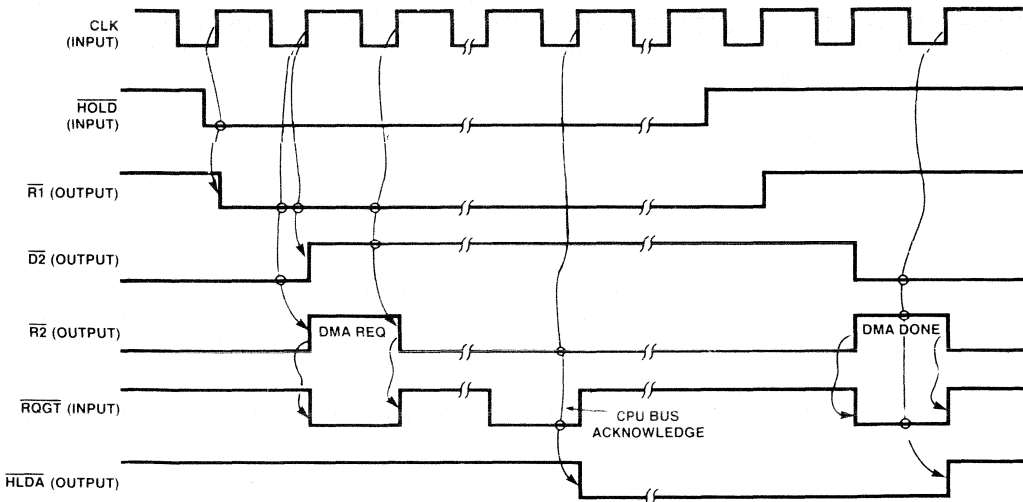 CLK
(INPUT)
HOLD
(INPUT)
R1 (OUTPUT)
D2 (OUTPUT)
R2 (OUTPUT)
DMA REQ
DMA DONE
RQGT (INPUT)
CPU BUS
ACKNOWLEDGE
HLDA (OUTPUT)